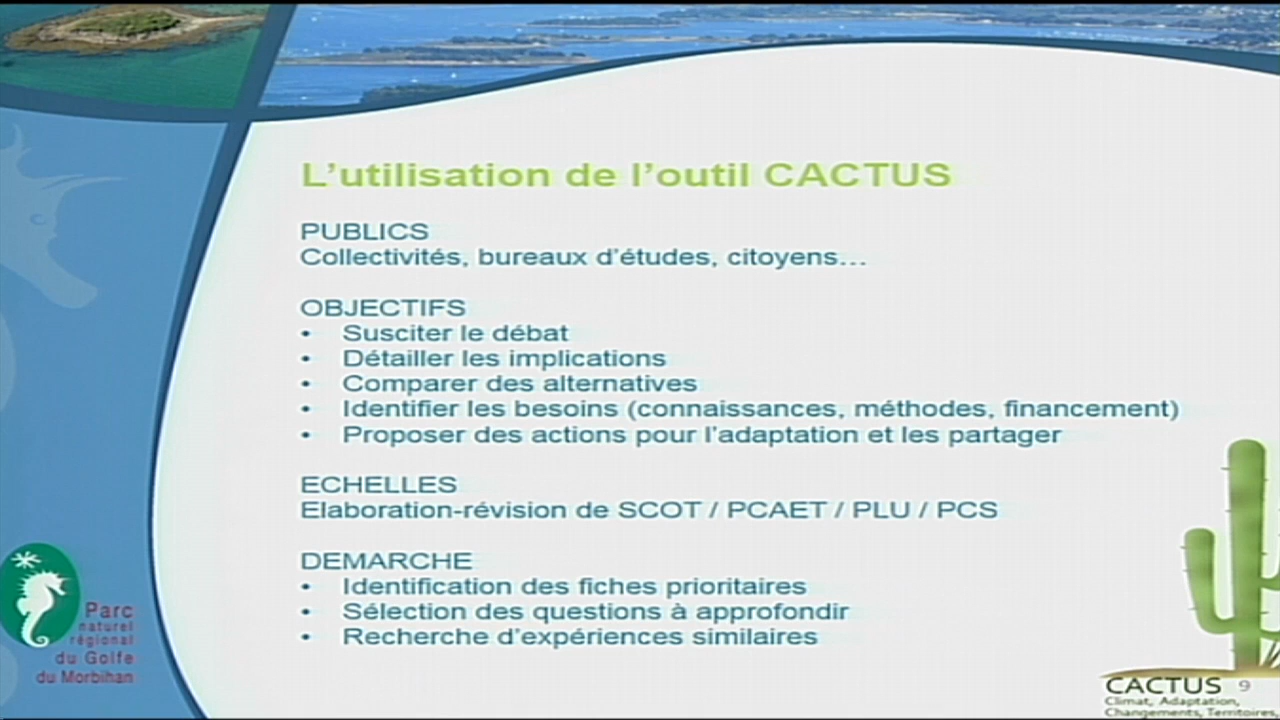 L'utilisation de l'outil CACTUS
PUBLICS
Collectivités, bureaux d'études, citoyens...
OBJECTIFS
• Susciter le débat
• Détailler les implications
• Comparer des alternatives
• Identifier les besoins (connaissances, méthodes, financement)
• Proposer des actions pour l'adaptation et les partager
ECHELLES
Elaboration-révision de SCOT / PCAET / PLU / PCS
DEMARCHE
• Identification des fiches prioritaires
• Sélection des questions à approfondir
• Recherche d'expériences similaires
Parc
naturel
régional
du Golfe
du Morbihan
CACTUS 9
Climat, Adaptation,
Changements, Territoires,